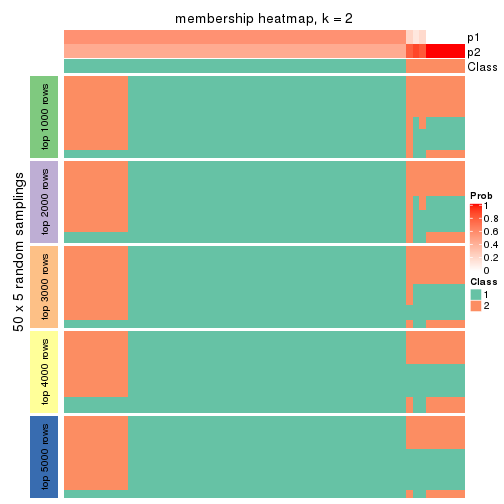 membership heatmap, k = 2
p1
p2
Class
50 x 5 random samplings
top 1000 rows
top 2000 rows
top 3000 rows
top 4000 rows
top 5000 rows
Prob
1
0.8
0.6
0.4
0.2
0
Class
1
2